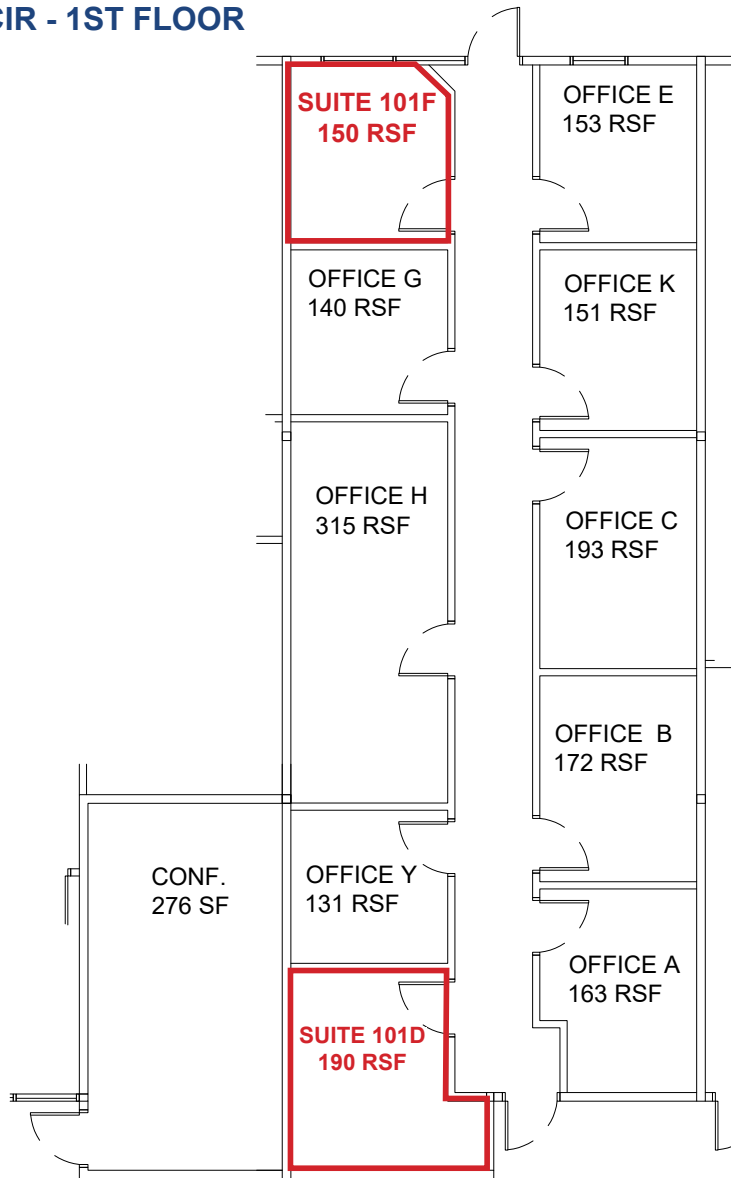 CIR - 1ST FLOOR
SUITE 101F
150 RSF
OFFICE E
153 RSF
OFFICE G
140 RSF
OFFICE K
151 RSF
OFFICE H
315 RSF
OFFICE C
193 RSF
OFFICE B
172 RSF
CONF.
276 SF
OFFICE Y
131 RSF
OFFICE A
163 RSF
SUITE 101D
190 RSF